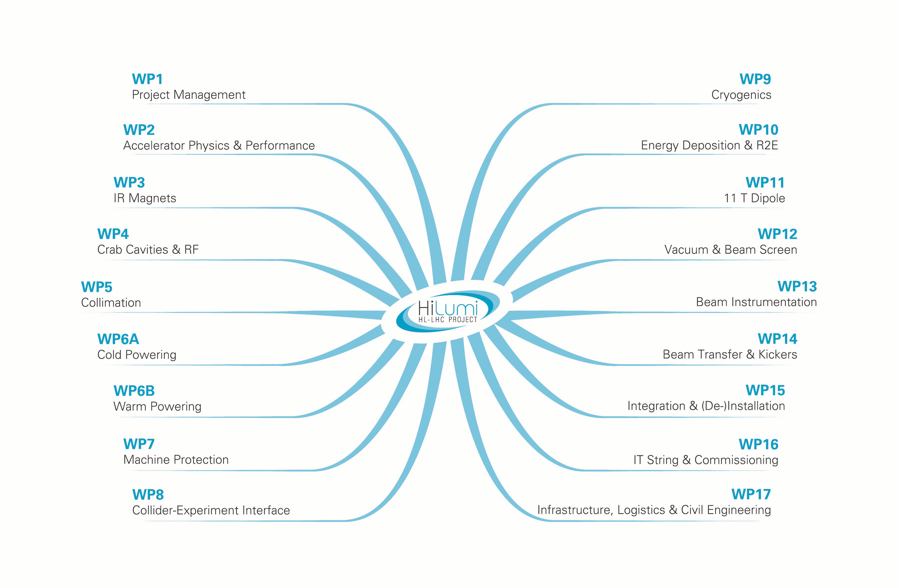 WP1
Project Management
WP2
Accelerator Physics & Performance
WP3
IR Magnets
WP4
Crab Cavities & RF
WP5
Collimation
WP6A
Cold Powering
WP6B
Warm Powering
WP7
Machine Protection
WP8
Collider-Experiment Interface
HiLumi
HL-LHC PROJECT
WP9
Cryogenics
WP10
Energy Deposition & R2E
WP11
11 T Dipole
WP12
Vacuum & Beam Screen
WP13
Beam Instrumentation
WP14
Beam Transfer & Kickers
WP15
Integration & (De-)Installation
WP16
IT String & Commissioning
WP17
Infrastructure, Logistics & Civil Engineering